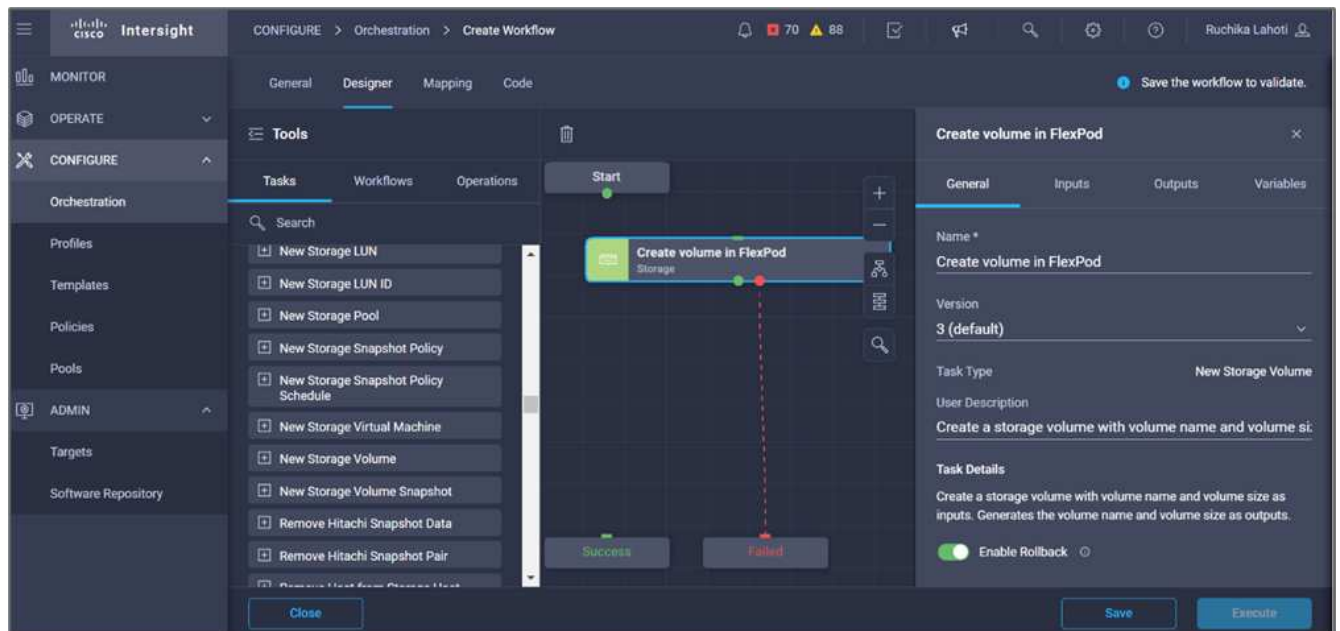 cisco Intersight
CONFIGURE > Orchestration > Create Workflow
70 88
Ruchika Lahoti
MONITOR
OPERATE
CONFIGURE
Orchestration
Profiles
Templates
Policies
Pools
ADMIN
Targets
Software Repository
General Designer Mapping Code
Save the workflow to validate.
Tools
Tasks Workflows Operations
Search
New Storage LUN
New Storage LUN ID
New Storage Pool
New Storage Snapshot Policy
New Storage Snapshot Policy
Schedule
New Storage Virtual Machine
New Storage Volume
New Storage Volume Snapshot
Remove Hitachi Snapshot Data
Remove Hitachi Snapshot Pair
Start
Create volume in FlexPod
Storage
Success
Failed
Create volume in FlexPod
General Inputs Outputs Variables
Name *
Create volume in FlexPod
Version
3 (default)
Task Type New Storage Volume
User Description
Create a storage volume with volume name and volume si
Task Details
Create a storage volume with volume name and volume size as
inputs. Generates the volume name and volume size as outputs.
Enable Rollback
Close
Save
Execute